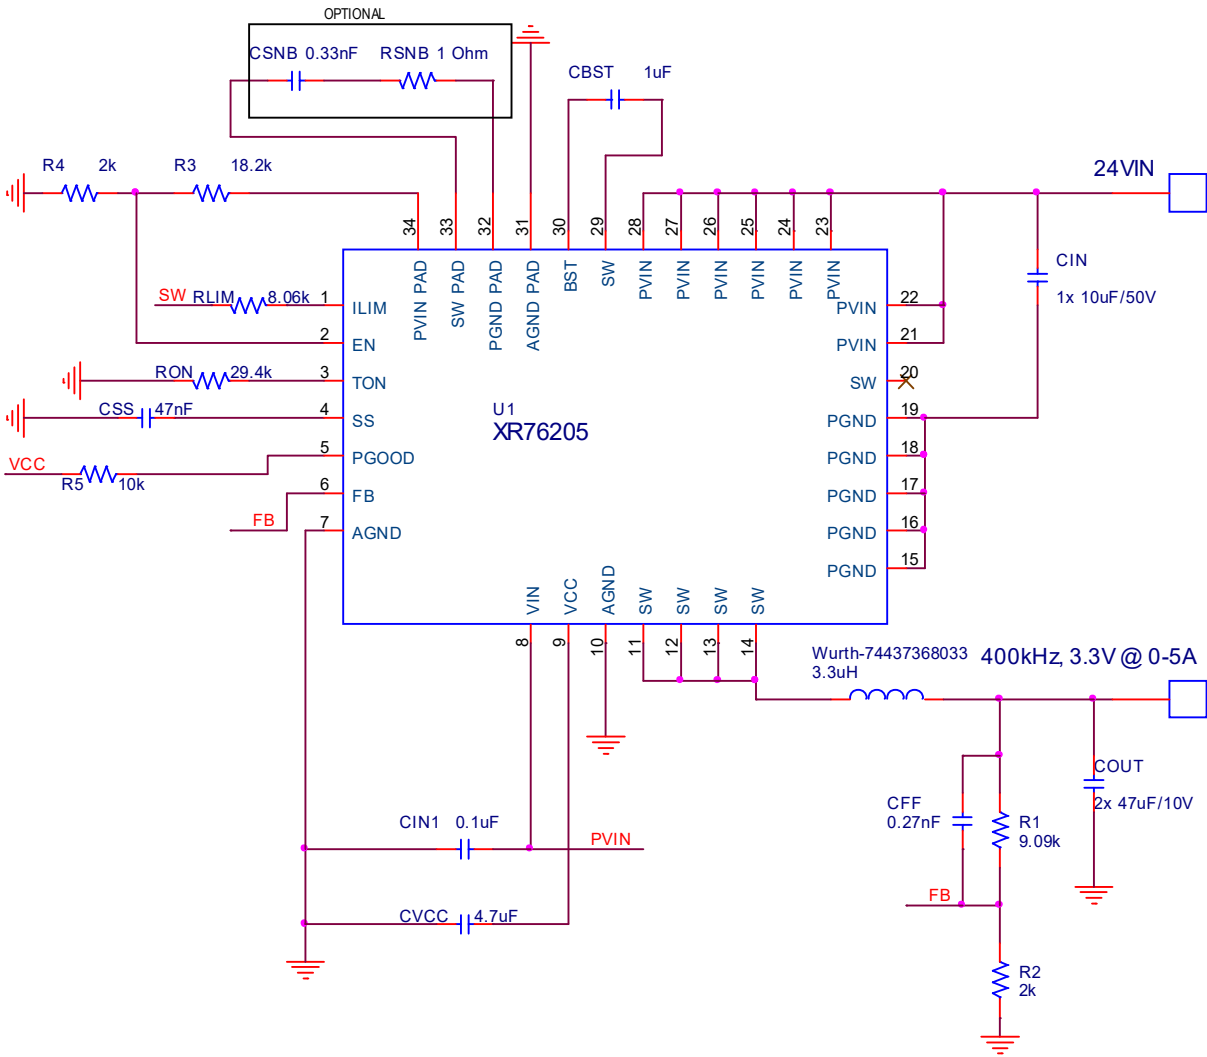 OPTIONAL
CSNB 0.33nF RSNB 1 Ohm
CBST 1uF
R4 2k R3 18.2k
24VIN
34 33 32 31 30 29 28 27 26 25 24 23
PVIN PAD
SW PAD
PGND PAD
AGND PAD
BST
SW
PVIN
PVIN
PVIN
PVIN
PVIN
PVIN
CIN
1x 10uF/50V
SW RLIM 8.06k 1 ILIM
PVIN 22
2 EN
PVIN 21
RON 29.4k 3 TON
SW 20
CSS 47nF 4 SS
PGND 19
U1
XR76205
VCC R5 10k 5 PGOOD
PGND 18
FB 6 FB
PGND 17
7 AGND
PGND 16
PGND 15
VIN
VCC
AGND
SW
SW
SW
SW
8 9 10 11 12 13 14
Wurth-74437368033
3.3uH
400kHz, 3.3V @ 0-5A
COUT
2x 47uF/10V
CFF
0.27nF
R1
9.09k
CIN1 0.1uF PVIN
FB
CVCC 4.7uF
R2
2k